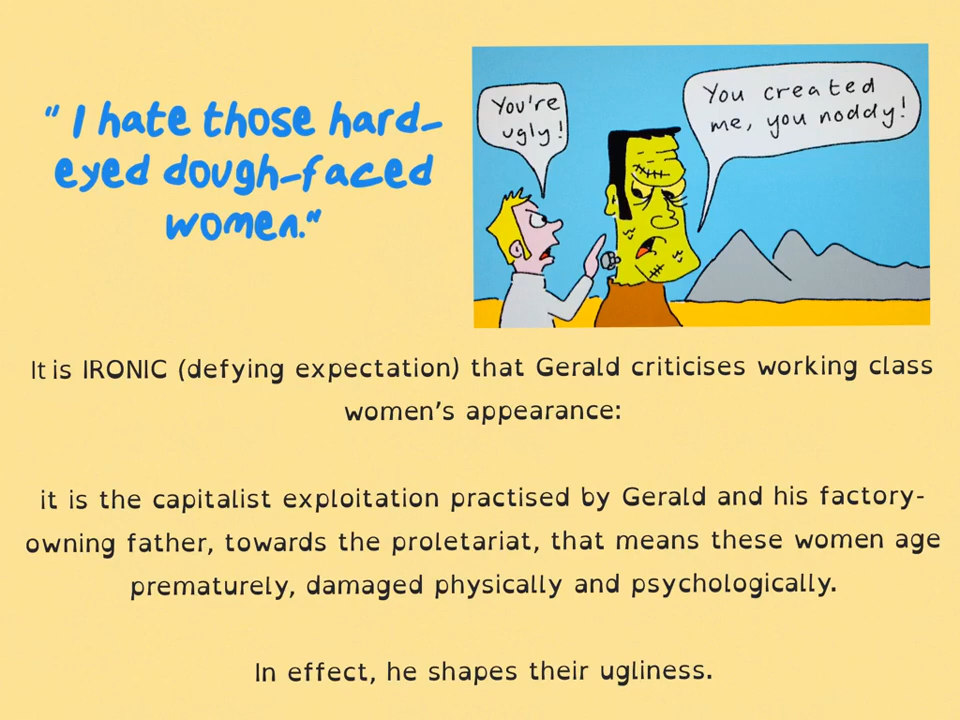 " I hate those hard-
eyed dough-faced
women."
You're
ugly!
You created
me, you noddy!
It is IRONIC (defying expectation) that Gerald criticises working class
women's appearance:
it is the capitalist exploitation practised by Gerald and his factory-
owning father, towards the proletariat, that means these women age
prematurely, damaged physically and psychologically.
In effect, he shapes their ugliness.